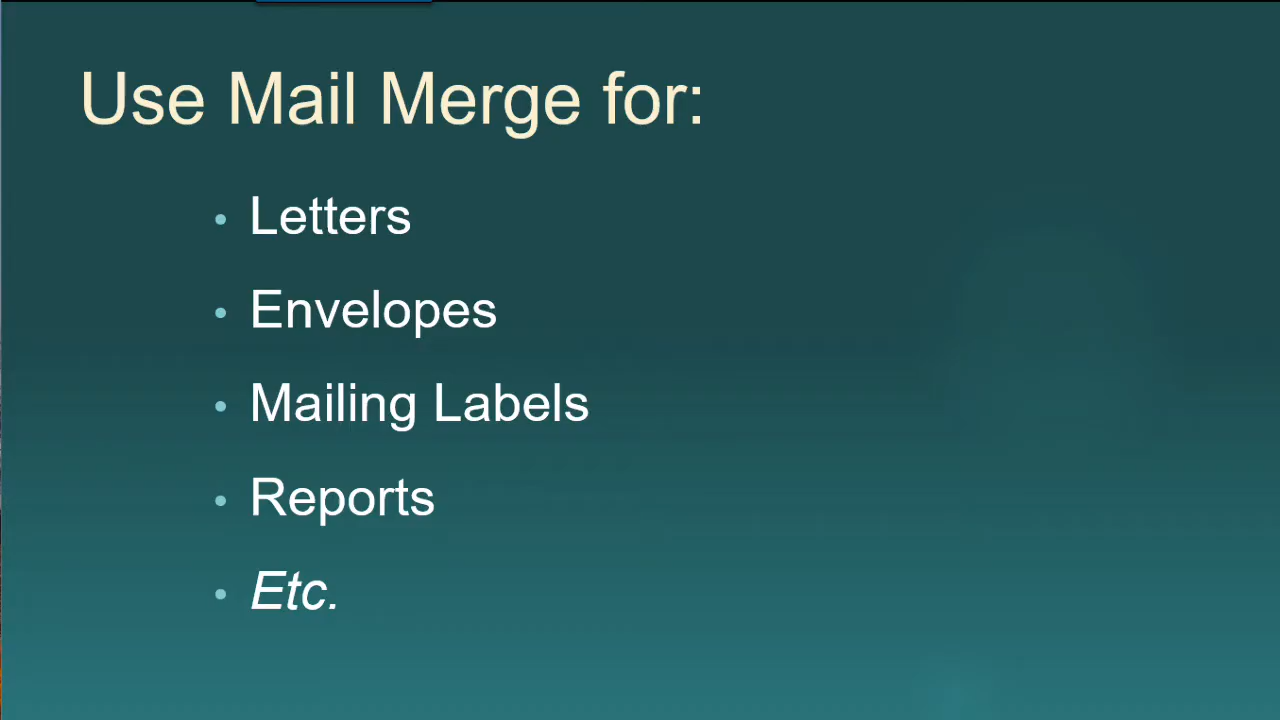 Use Mail Merge for:
• Letters
• Envelopes
• Mailing Labels
• Reports
• Etc.